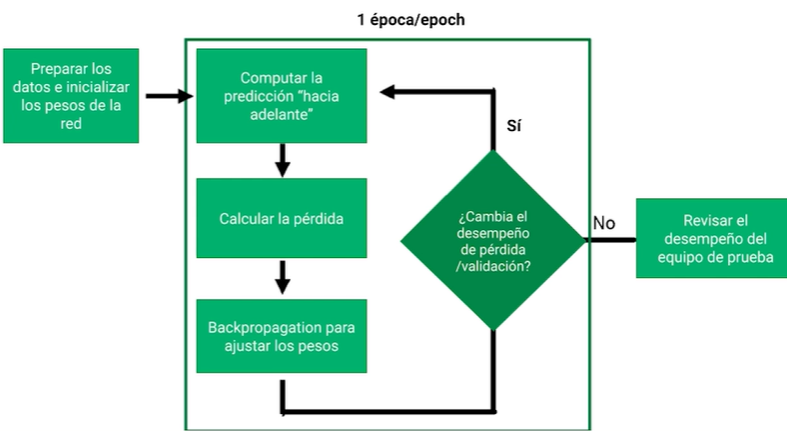 1 época/epoch
Preparar los
datos e inicializar
los pesos de la
red
Computar la
predicción "hacia
adelante"
Calcular la pérdida
Backpropagation para
ajustar los pesos
¿Cambia el
desempeño
de pérdida
/validación?
Sí
No
Revisar el
desempeño del
equipo de prueba